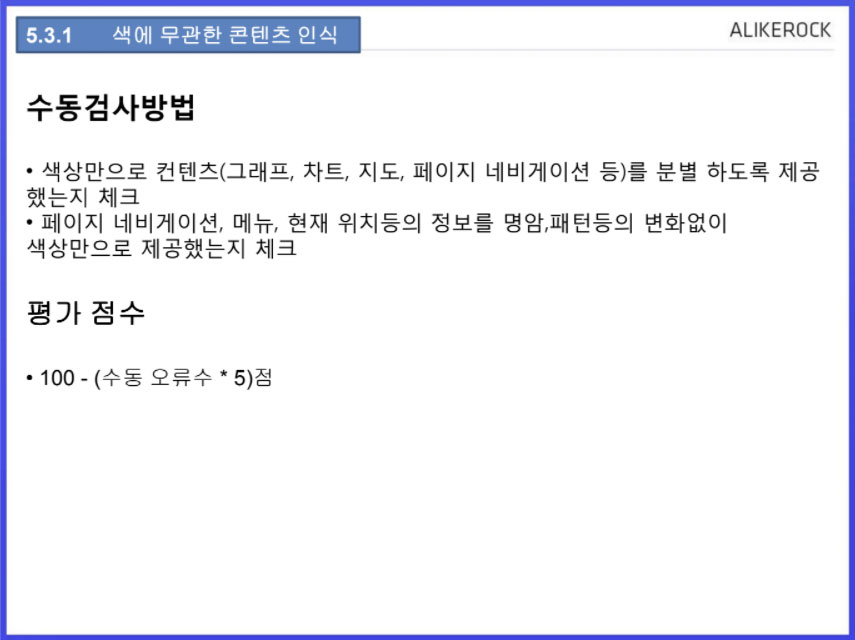 5.3.1 색에 무관한 콘텐츠 인식
ALIKEROCK
수동검사방법
• 색상만으로 컨텐츠(그래프, 차트, 지도, 페이지 네비게이션 등)를 분별 하도록 제공
했는지 체크
• 페이지 네비게이션, 메뉴, 현재 위치등의 정보를 명암,패턴등의 변화없이
색상만으로 제공했는지 체크
평가 점수
• 100 - (수동 오류수 * 5)점